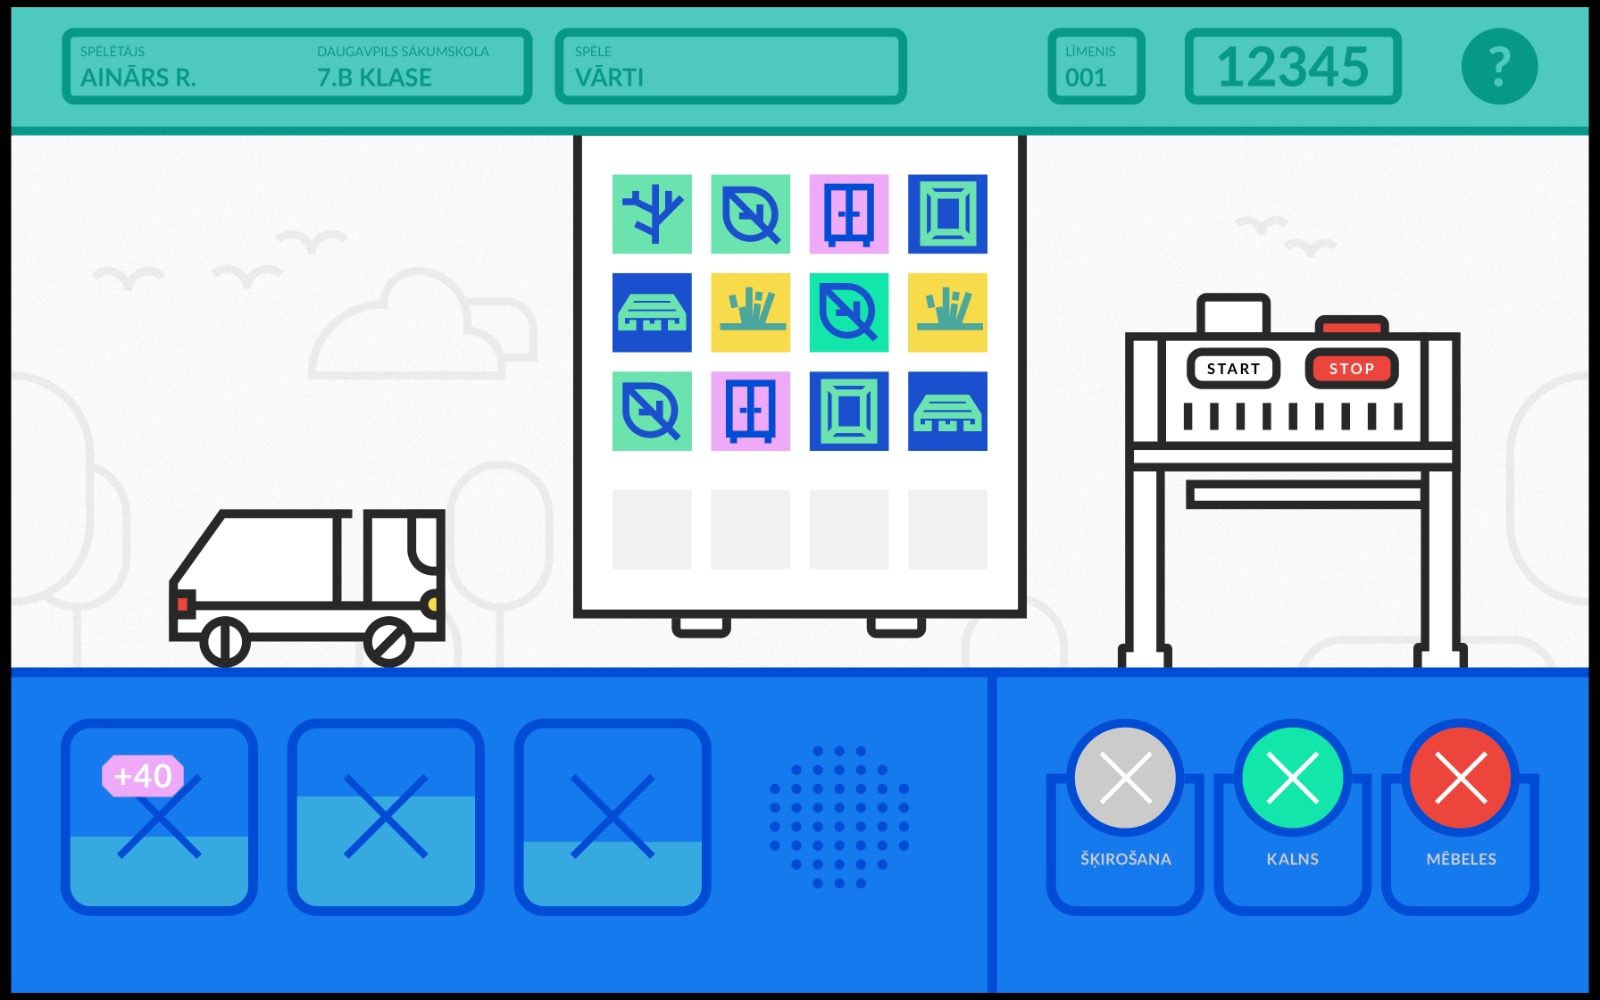 SPĒLĒTĀJS
AINĀRS R.
DAUGAVPILS SĀKUMSKOLA
7.B KLASE
SPĒLE
VĀRTI
LĪMENIS
001
12345
?
START
STOP
+40
ŠĶIROŠANA
KALNS
MĒBELES